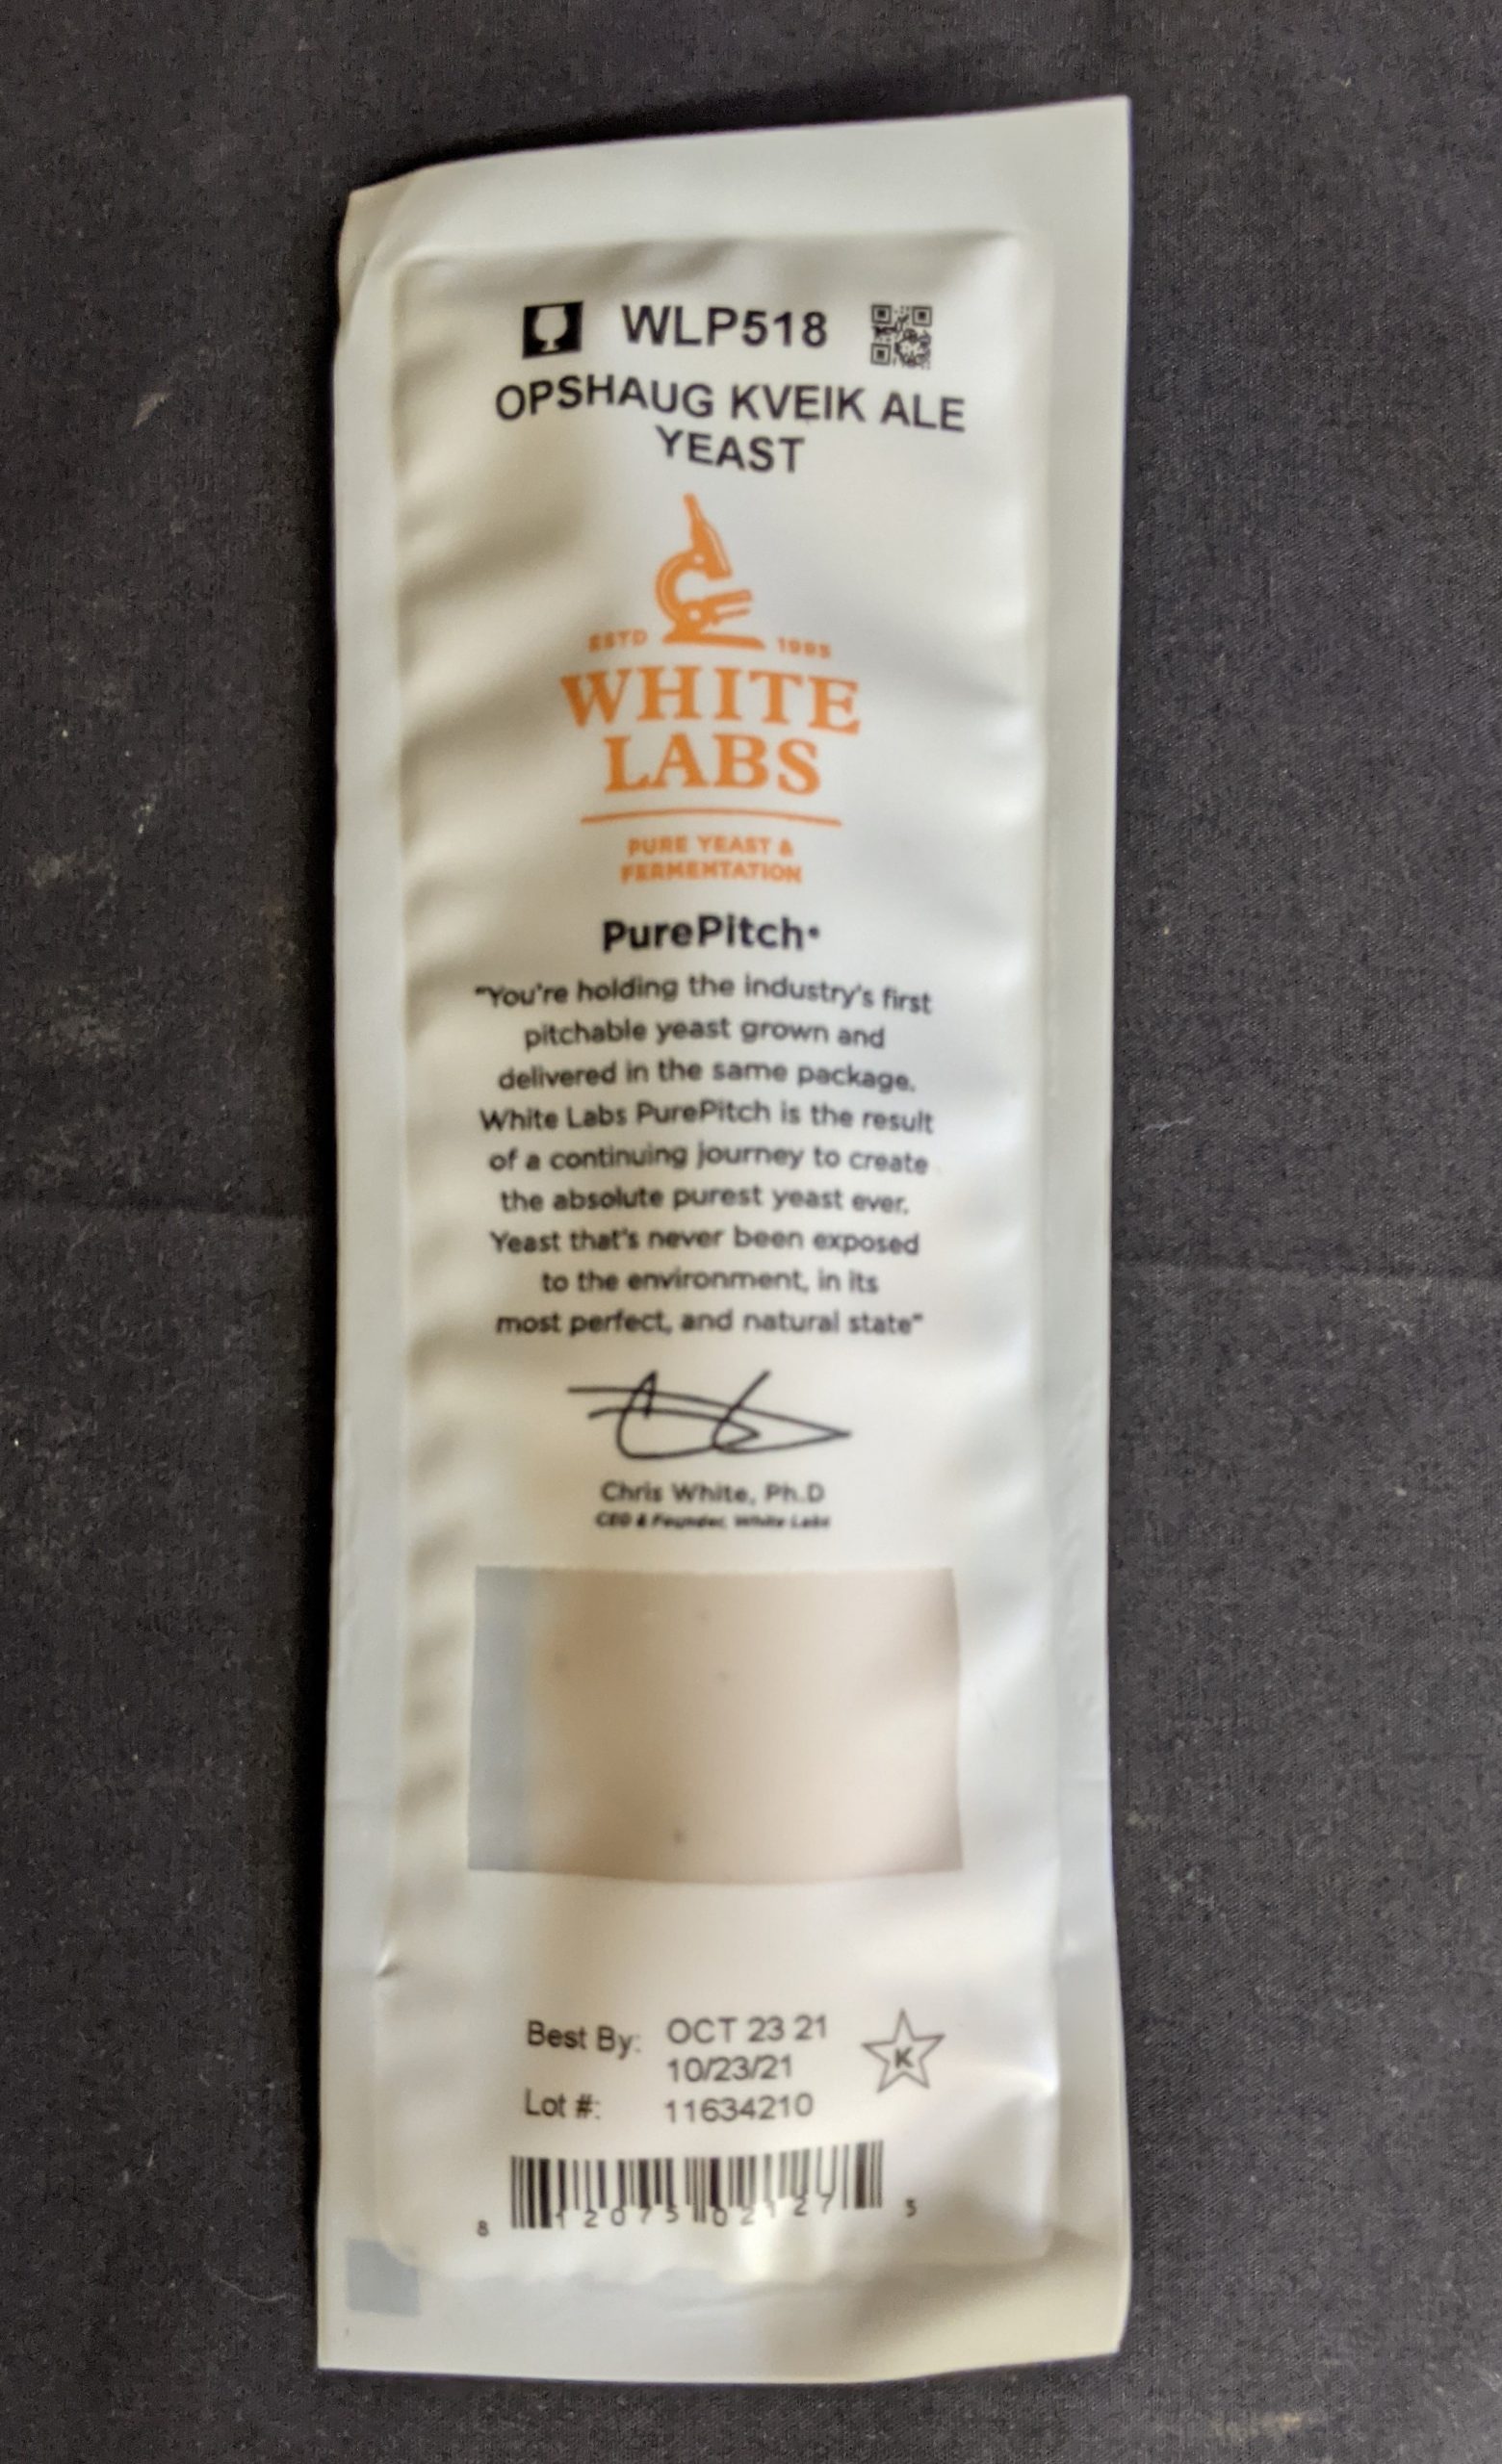 WLP518
OPSHAUG KVEIK ALE
YEAST
ESTD 1995
WHITE
LABS
PURE YEAST &
FERMENTATION
PurePitch®
"You're holding the industry's first
pitchable yeast grown and
delivered in the same package.
White Labs PurePitch is the result
of a continuing journey to create
the absolute purest yeast ever.
Yeast that's never been exposed
to the environment, in its
most perfect, and natural state"
Chris White, Ph.D
CEO & Founder, White Labs
Best By: OCT 23 21
10/23/21
K
Lot #: 11634210
8 12075 02127 5